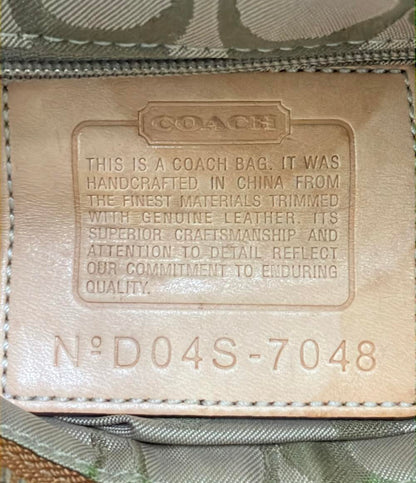 COACH
THIS IS A COACH BAG. IT WAS
HANDCRAFTED IN CHINA FROM
THE FINEST MATERIALS TRIMMED
WITH GENUINE LEATHER. ITS
SUPERIOR CRAFTSMANSHIP AND
ATTENTION TO DETAIL REFLECT
OUR COMMITMENT TO ENDURING
QUALITY.
Nº D04S-7048